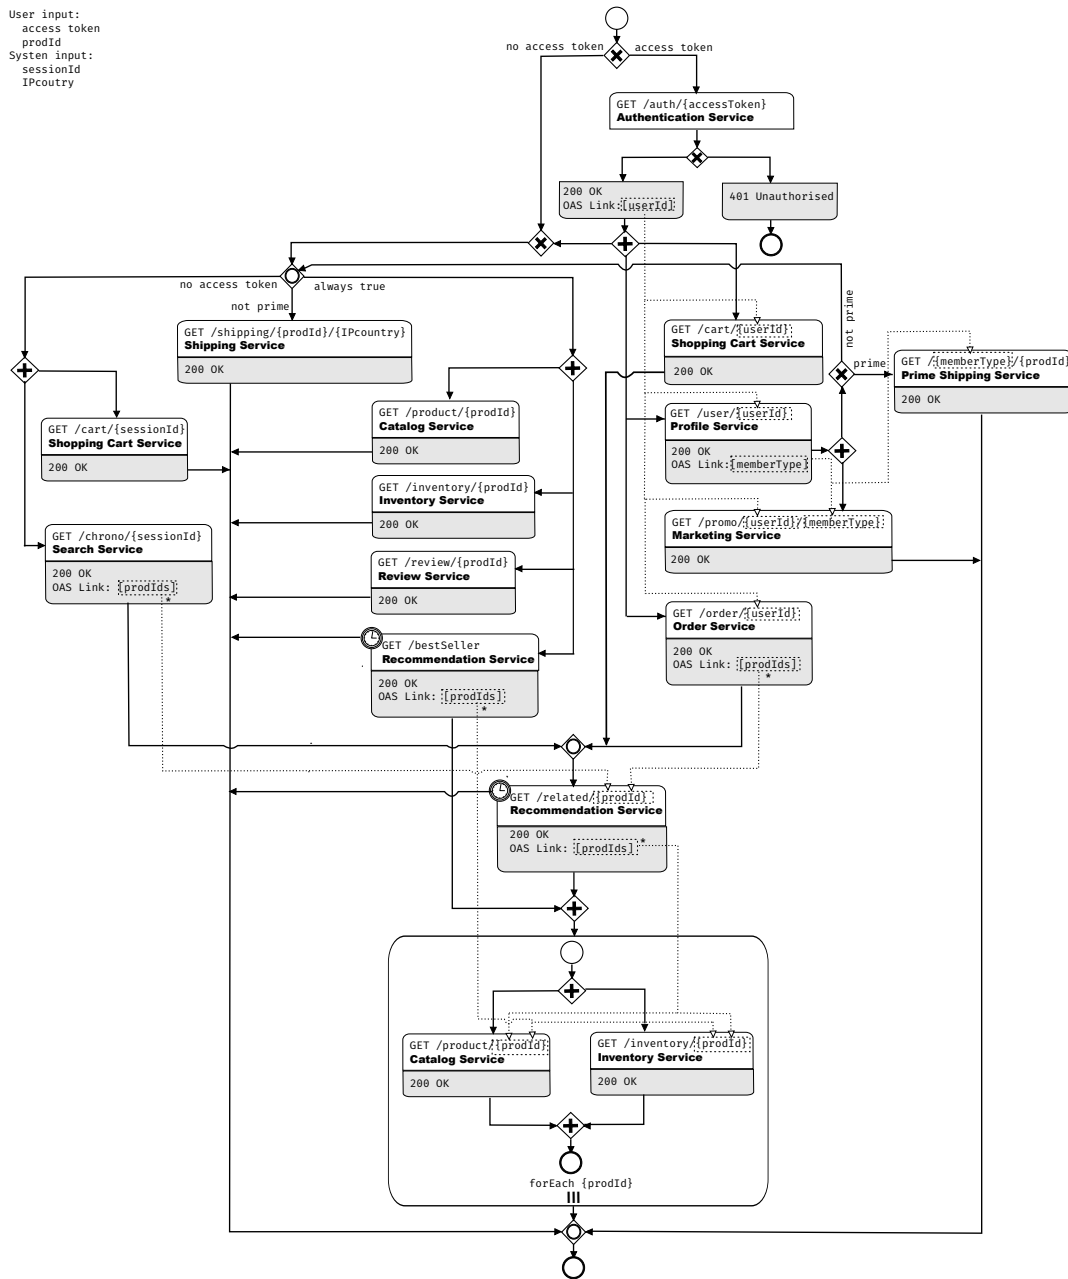 User input:
access token
prodId
Systen input:
sessionId
IPcoutry
no access token
access token
GET /auth/{accessToken}
Authentication Service
200 OK
OAS Link:[userId]
401 Unauthorised
no access token
always true
not prime
not prime
prime
GET /shipping/{prodId}/{IPcountry}
Shipping Service
200 OK
GET /cart/{userId}
Shopping Cart Service
200 OK
GET /{memberType}/{prodId}
Prime Shipping Service
200 OK
GET /cart/{sessionId}
Shopping Cart Service
200 OK
GET /product/{prodId}
Catalog Service
200 OK
GET /user/{userId}
Profile Service
200 OK
OAS Link:[memberType]
GET /inventory/{prodId}
Inventory Service
200 OK
GET /promo/{userId}/{memberType}
Marketing Service
200 OK
GET /chrono/{sessionId}
Search Service
200 OK
OAS Link: [prodIds]
*
GET /review/{prodId}
Review Service
200 OK
GET /order/{userId}
Order Service
200 OK
OAS Link: [prodIds]
*
GET /bestSeller
Recommendation Service
200 OK
OAS Link: [prodIds]
*
GET /related/{prodId}
Recommendation Service
200 OK
OAS Link: [prodIds]
*
GET /product/{prodId}
Catalog Service
200 OK
GET /inventory/{prodId}
Inventory Service
200 OK
forEach {prodId}